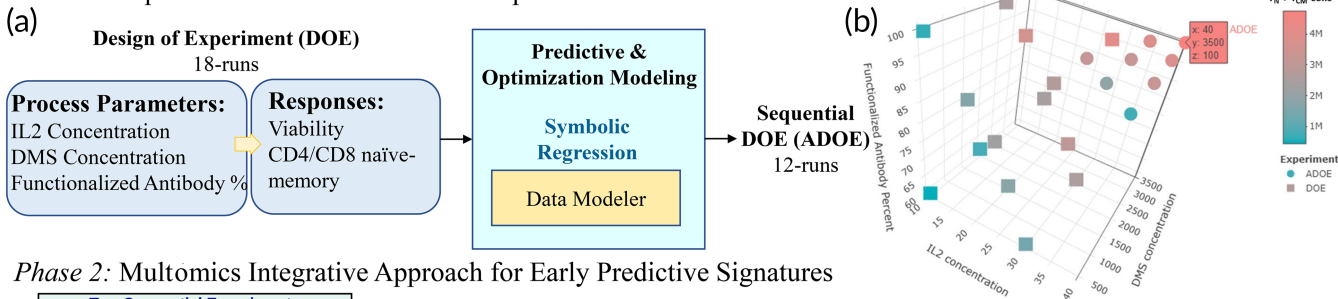 (a)
Design of Experiment (DOE)
18-runs
Process Parameters:
IL2 Concentration
DMS Concentration
Functionalized Antibody %
Responses:
Viability
CD4/CD8 naïve-
memory
Predictive &
Optimization Modeling
Symbolic
Regression
Data Modeler
Sequential
DOE (ADOE)
12-runs
Phase 2: Multomics Integrative Approach for Early Predictive Signatures
(b)
100
95
90
85
80
75
70
65
60
Functionalized Antibody Percent
10
15
20
25
30
35
40
IL2 concentration
500
1000
1500
2000
2500
3000
3500
DMS concentration
x: 40
y: 3500
z: 100
ADOE
4M
3M
2M
1M
Experiment
ADOE
DOE